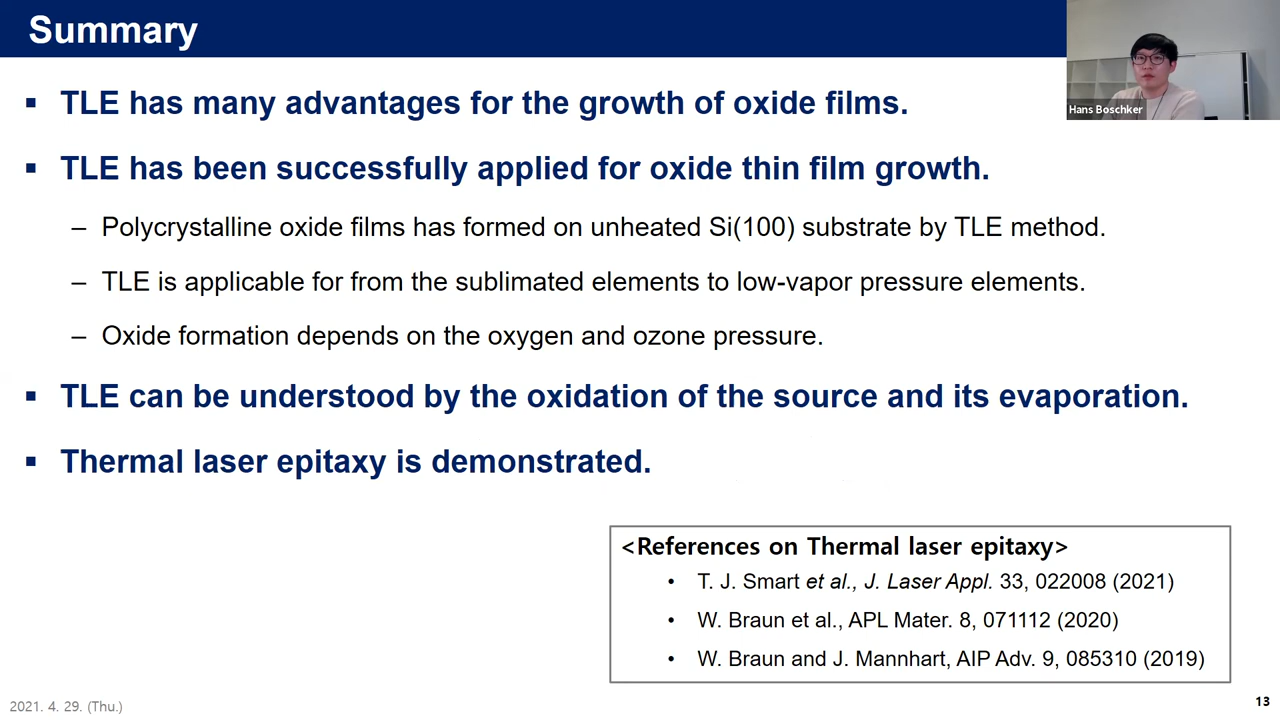 Summary
Hans Boschker
▪ TLE has many advantages for the growth of oxide films.
▪ TLE has been successfully applied for oxide thin film growth.
– Polycrystalline oxide films has formed on unheated Si(100) substrate by TLE method.
– TLE is applicable for from the sublimated elements to low-vapor pressure elements.
– Oxide formation depends on the oxygen and ozone pressure.
▪ TLE can be understood by the oxidation of the source and its evaporation.
▪ Thermal laser epitaxy is demonstrated.
<References on Thermal laser epitaxy>
• T. J. Smart et al., J. Laser Appl. 33, 022008 (2021)
• W. Braun et al., APL Mater. 8, 071112 (2020)
• W. Braun and J. Mannhart, AIP Adv. 9, 085310 (2019)
2021. 4. 29. (Thu.)
13